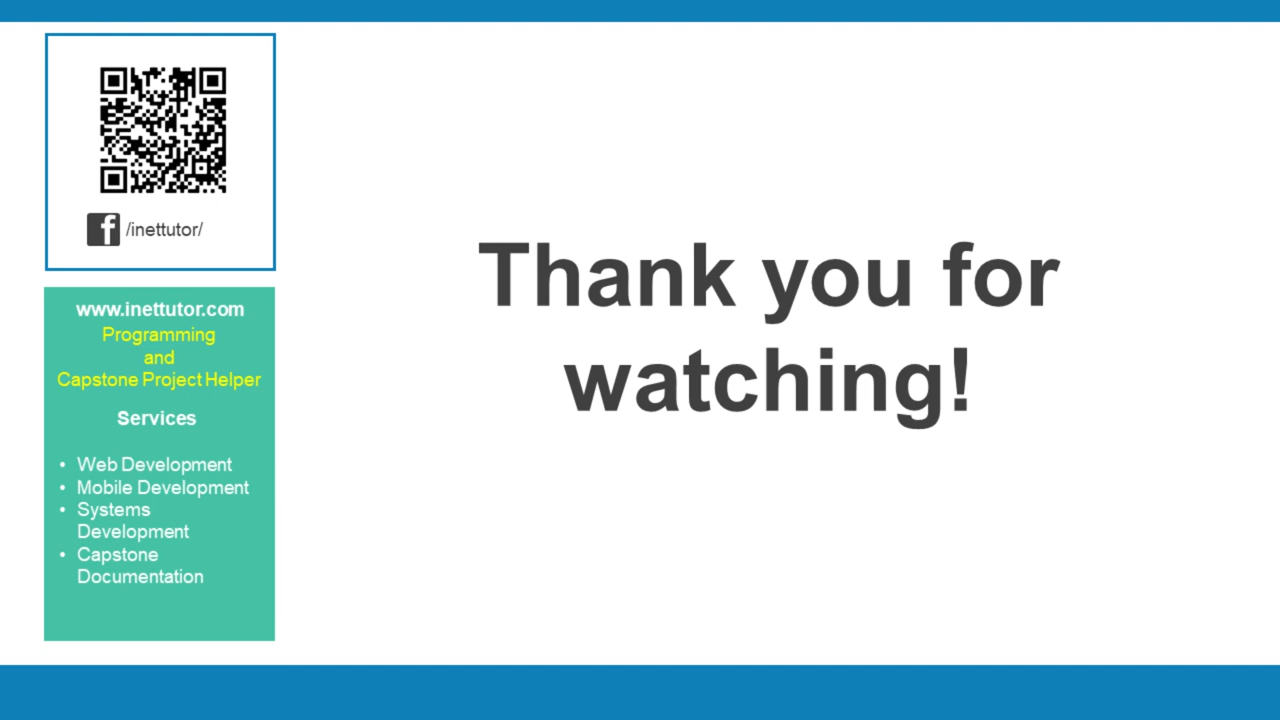 /inettutor/
www.inettutor.com
Programming
and
Capstone Project Helper
Services
• Web Development
• Mobile Development
• Systems
Development
• Capstone
Documentation
Thank you for
watching!